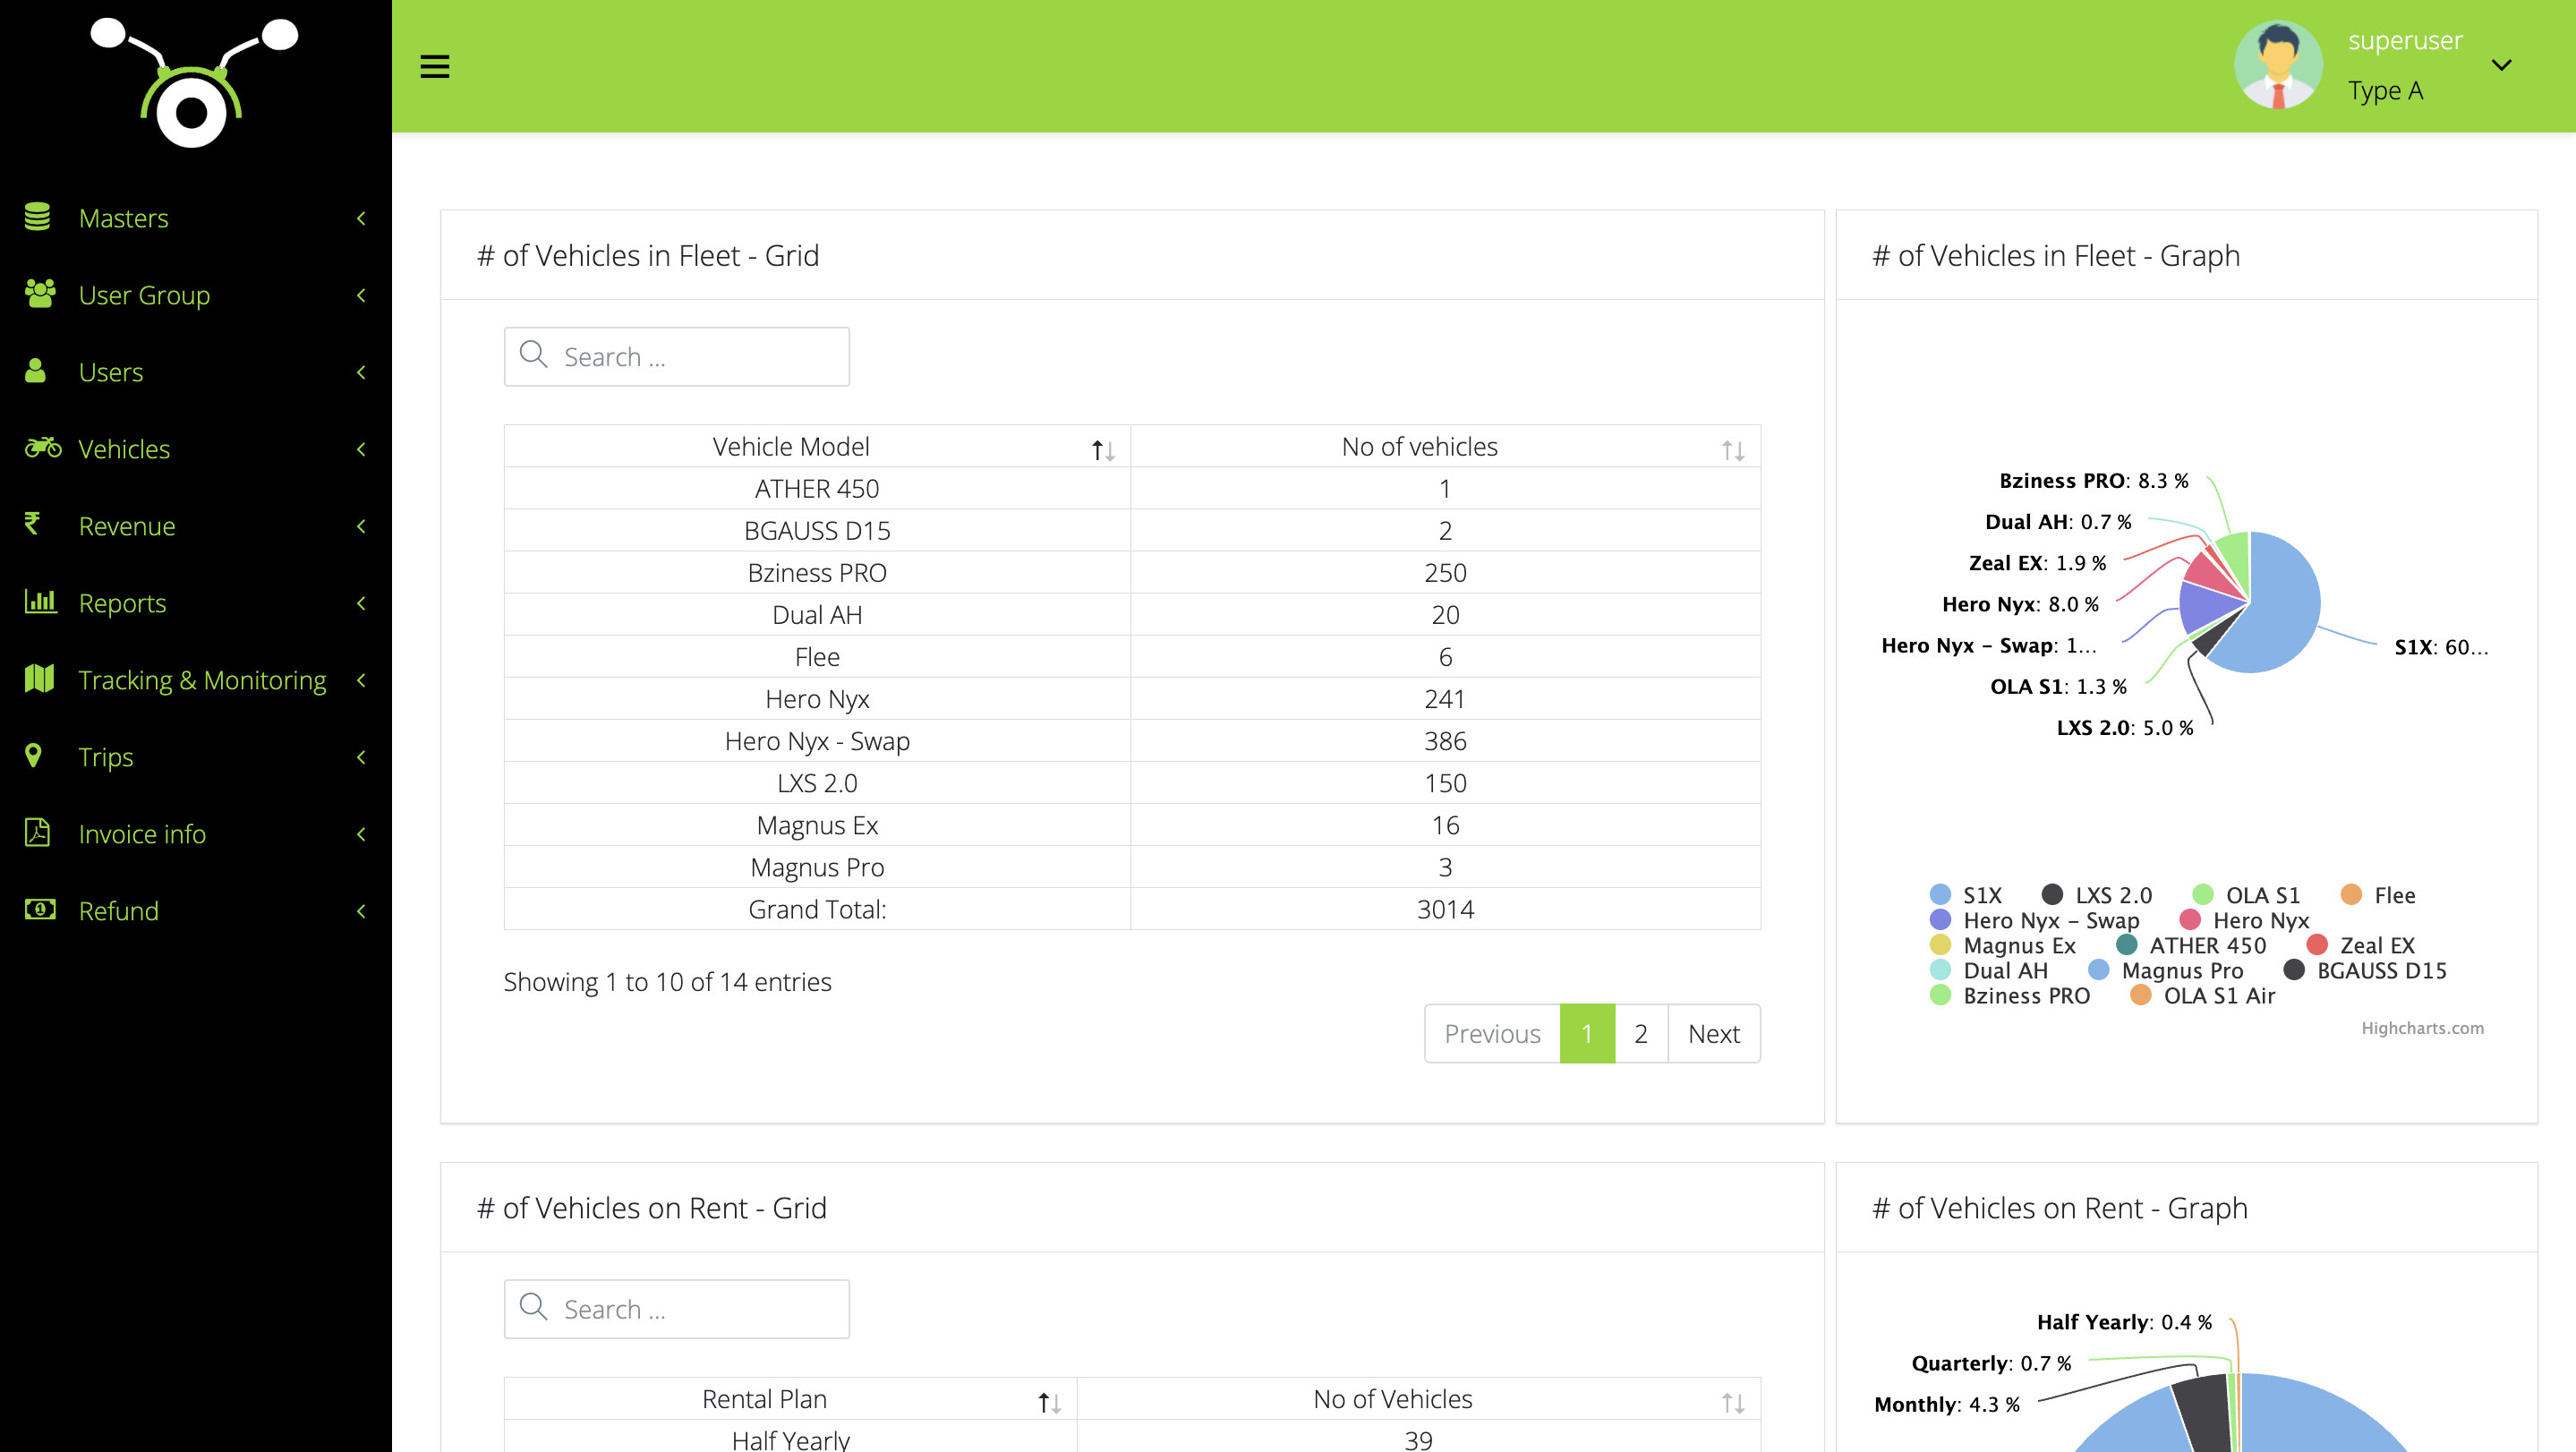 superuser
Type A
Masters
User Group
Users
Vehicles
Revenue
Reports
Tracking & Monitoring
Trips
Invoice info
Refund
# of Vehicles in Fleet - Grid
Search ...
Vehicle Model No of vehicles
ATHER 450 1
BGAUSS D15 2
Bziness PRO 250
Dual AH 20
Flee 6
Hero Nyx 241
Hero Nyx - Swap 386
LXS 2.0 150
Magnus Ex 16
Magnus Pro 3
Grand Total: 3014
Showing 1 to 10 of 14 entries
Previous 1 2 Next
# of Vehicles in Fleet - Graph
Bziness PRO: 8.3 %
Dual AH: 0.7 %
Zeal EX: 1.9 %
Hero Nyx: 8.0 %
Hero Nyx – Swap: 1...
S1X: 60...
OLA S1: 1.3 %
LXS 2.0: 5.0 %
S1X LXS 2.0 OLA S1 Flee
Hero Nyx – Swap Hero Nyx
Magnus Ex ATHER 450 Zeal EX
Dual AH Magnus Pro BGAUSS D15
Bziness PRO OLA S1 Air
Highcharts.com
# of Vehicles on Rent - Grid
Search ...
Rental Plan No of Vehicles
Half Yearly 39
# of Vehicles on Rent - Graph
Half Yearly: 0.4 %
Quarterly: 0.7 %
Monthly: 4.3 %